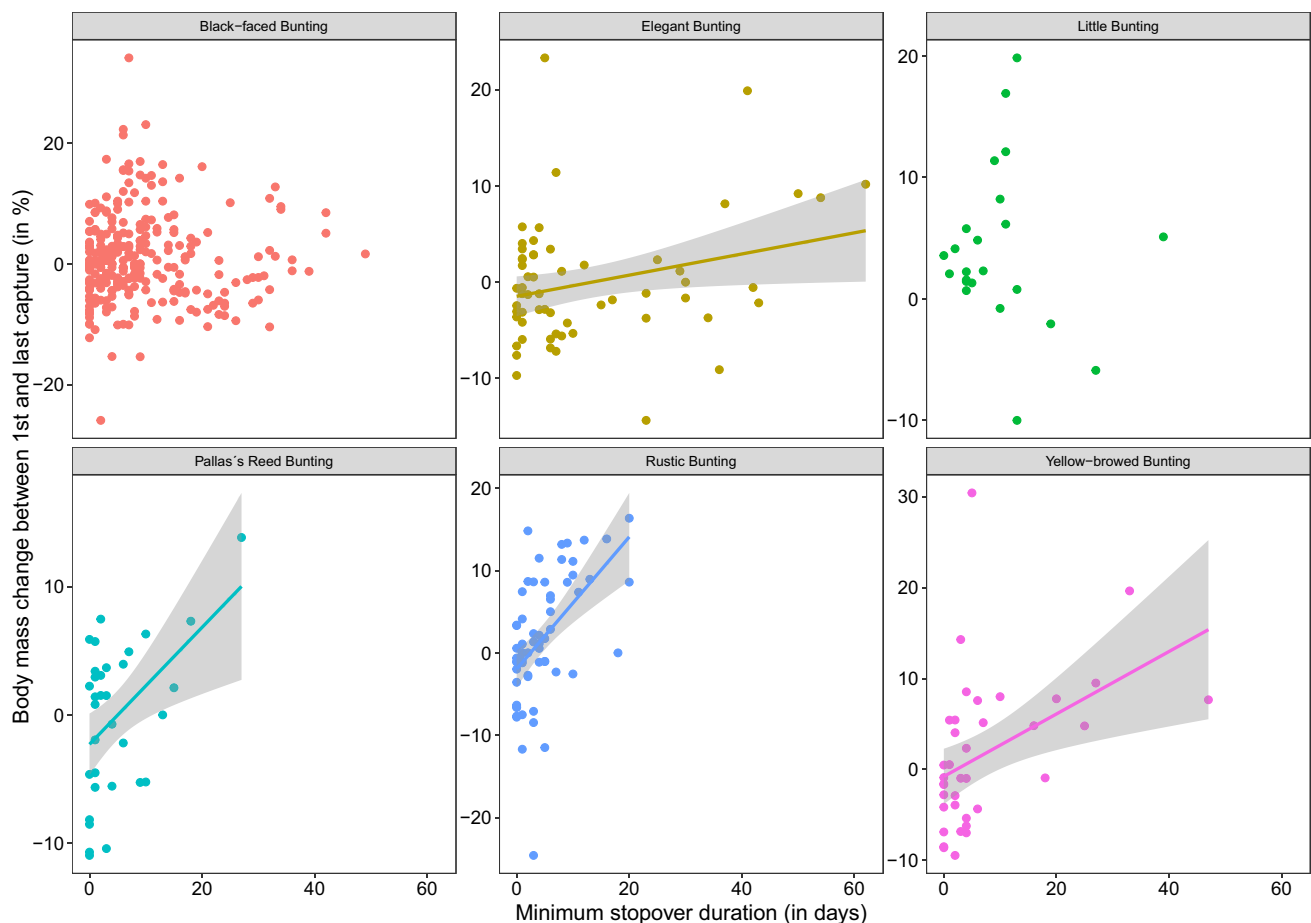 Black−faced Bunting
Elegant Bunting
Little Bunting
20
0
−20
20
10
0
−10
20
10
0
−10
Pallas´s Reed Bunting
Rustic Bunting
Yellow−browed Bunting
10
0
−10
20
10
0
−10
−20
30
20
10
0
−10
0 20 40 60
0 20 40 60
0 20 40 60
Body mass change between 1st and last capture (in %)
Minimum stopover duration (in days)